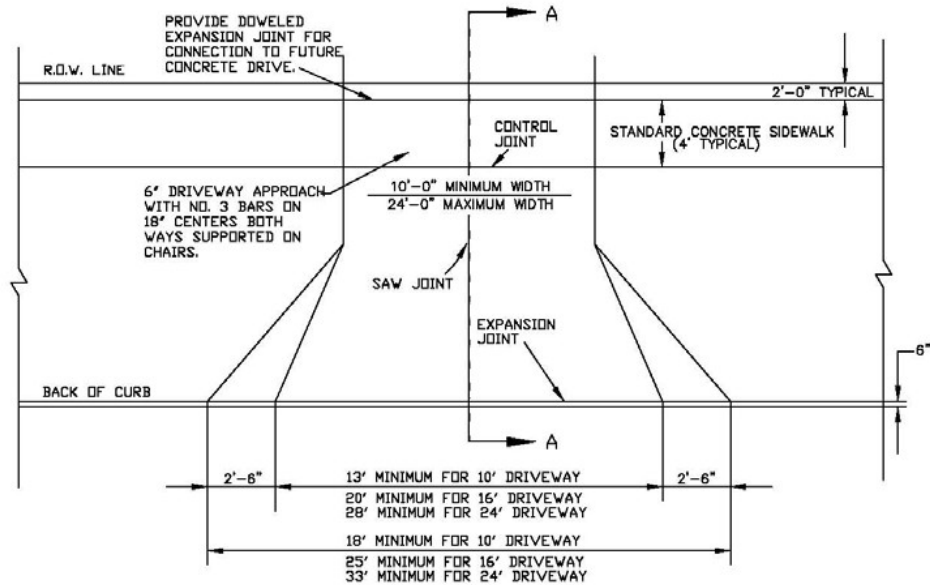 A
PROVIDE DOWELED
EXPANSION JOINT FOR
CONNECTION TO FUTURE
CONCRETE DRIVE.
R.O.W. LINE
2'-0" TYPICAL
CONTROL
JOINT
STANDARD CONCRETE SIDEWALK
(4' TYPICAL)
6" DRIVEWAY APPROACH
WITH NO. 3 BARS ON
18" CENTERS BOTH
WAYS SUPPORTED ON
CHAIRS.
10'-0" MINIMUM WIDTH
24'-0" MAXIMUM WIDTH
SAW JOINT
EXPANSION
JOINT
6"
BACK OF CURB
A
2'-6"
13' MINIMUM FOR 10' DRIVEWAY
2'-6"
20' MINIMUM FOR 16' DRIVEWAY
28' MINIMUM FOR 24' DRIVEWAY
18' MINIMUM FOR 10' DRIVEWAY
25' MINIMUM FOR 16' DRIVEWAY
33' MINIMUM FOR 24' DRIVEWAY